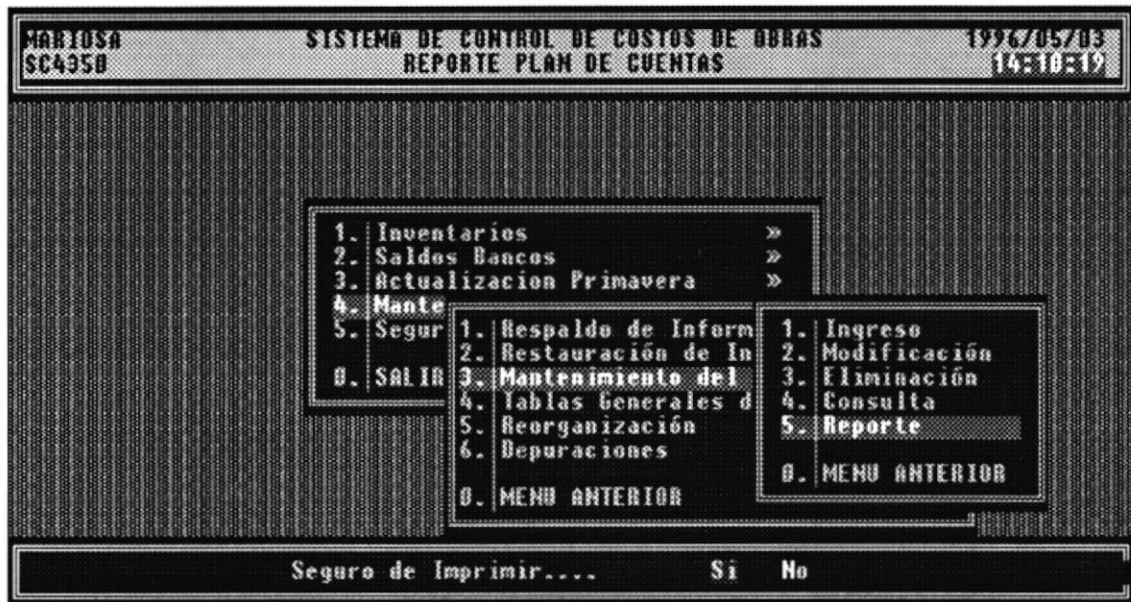 MARIOSA SISTEMA DE CONTROL DE COSTOS DE OBRAS 1996/05/03
SC4350 REPORTE PLAN DE CUENTAS 14:10:19
1. Inventarios »
2. Saldos Bancos »
3. Actualizacion Primavera »
4. Mante
5. Segur
0. SALIR
1. Respaldo de Inform
2. Restauración de In
3. Mantenimiento del
4. Tablas Generales d
5. Reorganización
6. Depuraciones
0. MENU ANTERIOR
1. Ingreso
2. Modificación
3. Eliminación
4. Consulta
5. Reporte
0. MENU ANTERIOR
Seguro de Imprimir.... Si No